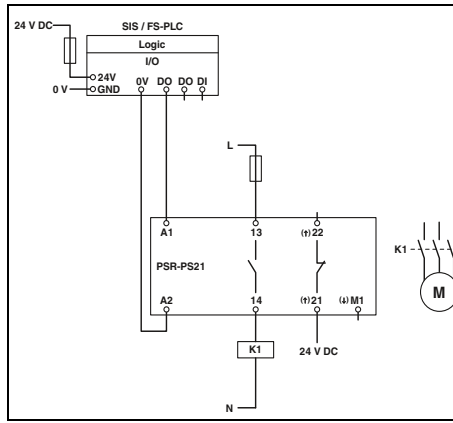 24 V DC
SIS / FS-PLC
Logic
I/O
24V
0V DO DO DI
0 V
GND
L
A1 13 (↑) 22
PSR-PS21
K1
M
A2 14 (↑) 21 (↓) M1
K1
24 V DC
N